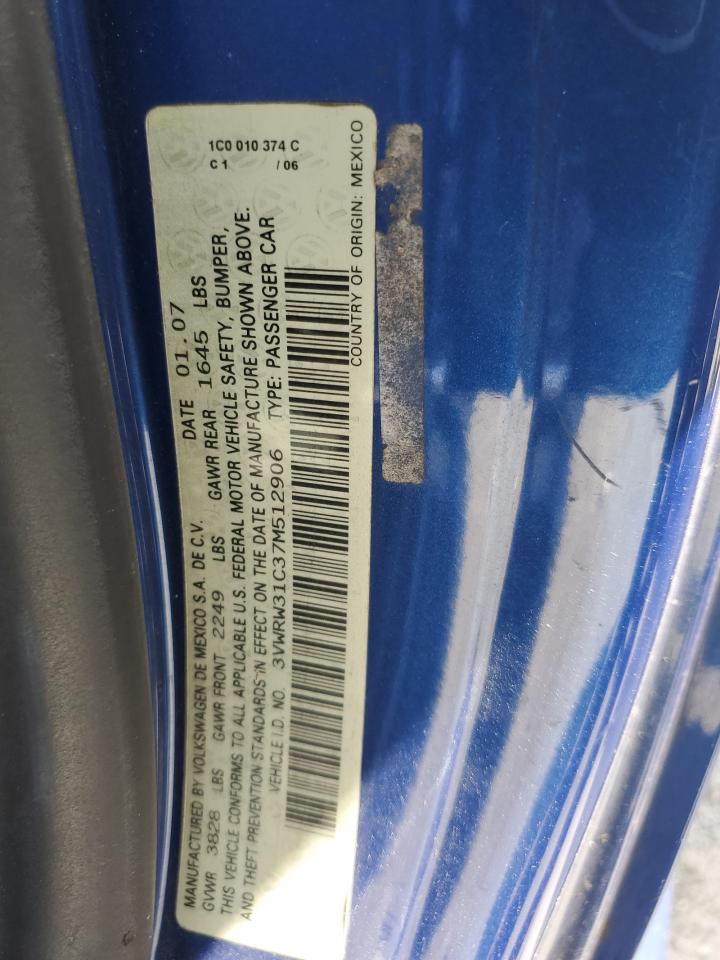 MANUFACTURED BY VOLKSWAGEN DE MEXICO S.A. DE C.V. DATE 01.07
GVWR 3828 LBS GAWR FRONT 2249 LBS GAWR REAR 1645 LBS
THIS VEHICLE CONFORMS TO ALL APPLICABLE U.S. FEDERAL MOTOR VEHICLE SAFETY, BUMPER,
AND THEFT PREVENTION STANDARDS IN EFFECT ON THE DATE OF MANUFACTURE SHOWN ABOVE.
VEHICLE I.D. NO. 3VWRW31C37M512906 TYPE: PASSENGER CAR
COUNTRY OF ORIGIN: MEXICO
1C0 010 374 C
C 1 / 06